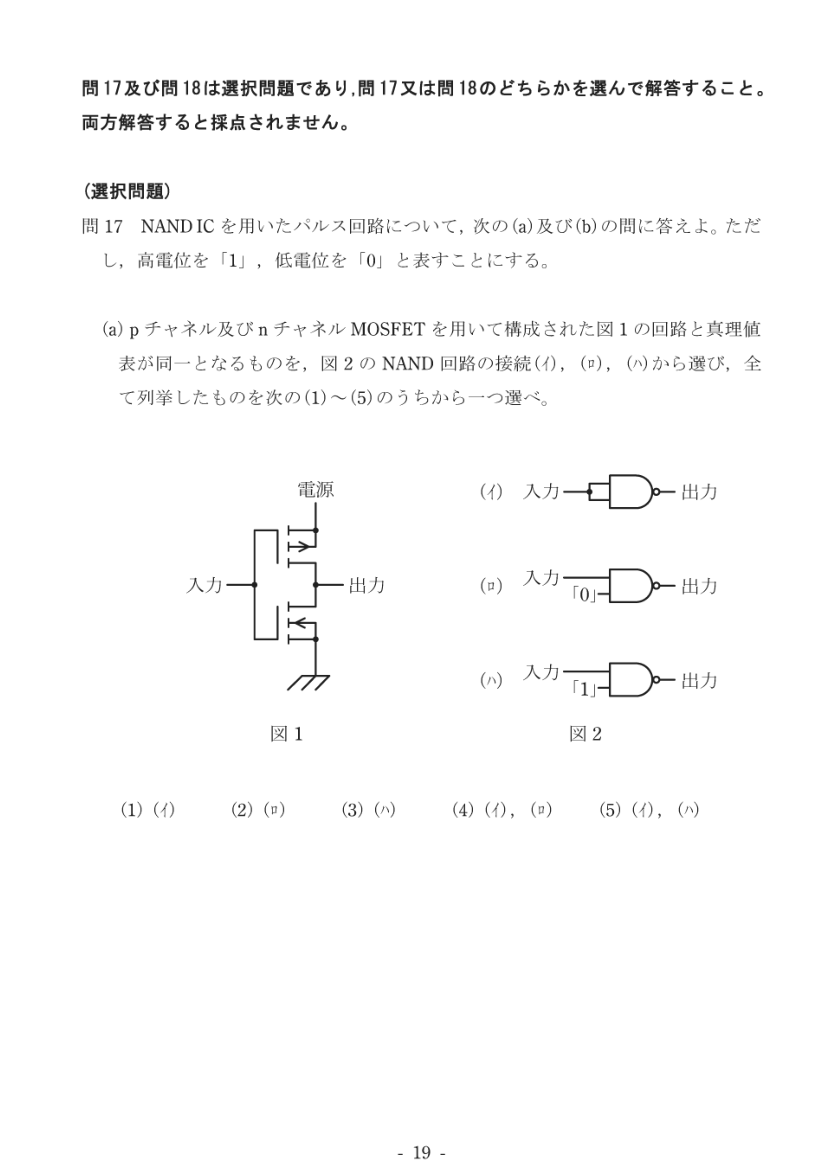 問17及び問18は選択問題であり,問17又は問18のどちらかを選んで解答すること。
両方解答すると採点されません。
(選択問題)
問 17　NAND IC を用いたパルス回路について, 次の(a)及び(b)の問に答えよ。ただ
し, 高電位を「1」, 低電位を「0」と表すことにする。
(a) p チャネル及び n チャネル MOSFET を用いて構成された図 1 の回路と真理値
表が同一となるものを, 図 2 の NAND 回路の接続(ｲ), (ﾛ), (ﾊ)から選び, 全
て列挙したものを次の(1)～(5)のうちから一つ選べ。
電源
入力
出力
図 1
(ｲ) 入力 出力
(ﾛ) 入力 「0」 出力
(ﾊ) 入力 「1」 出力
図 2
(1) (ｲ)　(2) (ﾛ)　(3) (ﾊ)　(4) (ｲ), (ﾛ)　(5) (ｲ), (ﾊ)
- 19 -